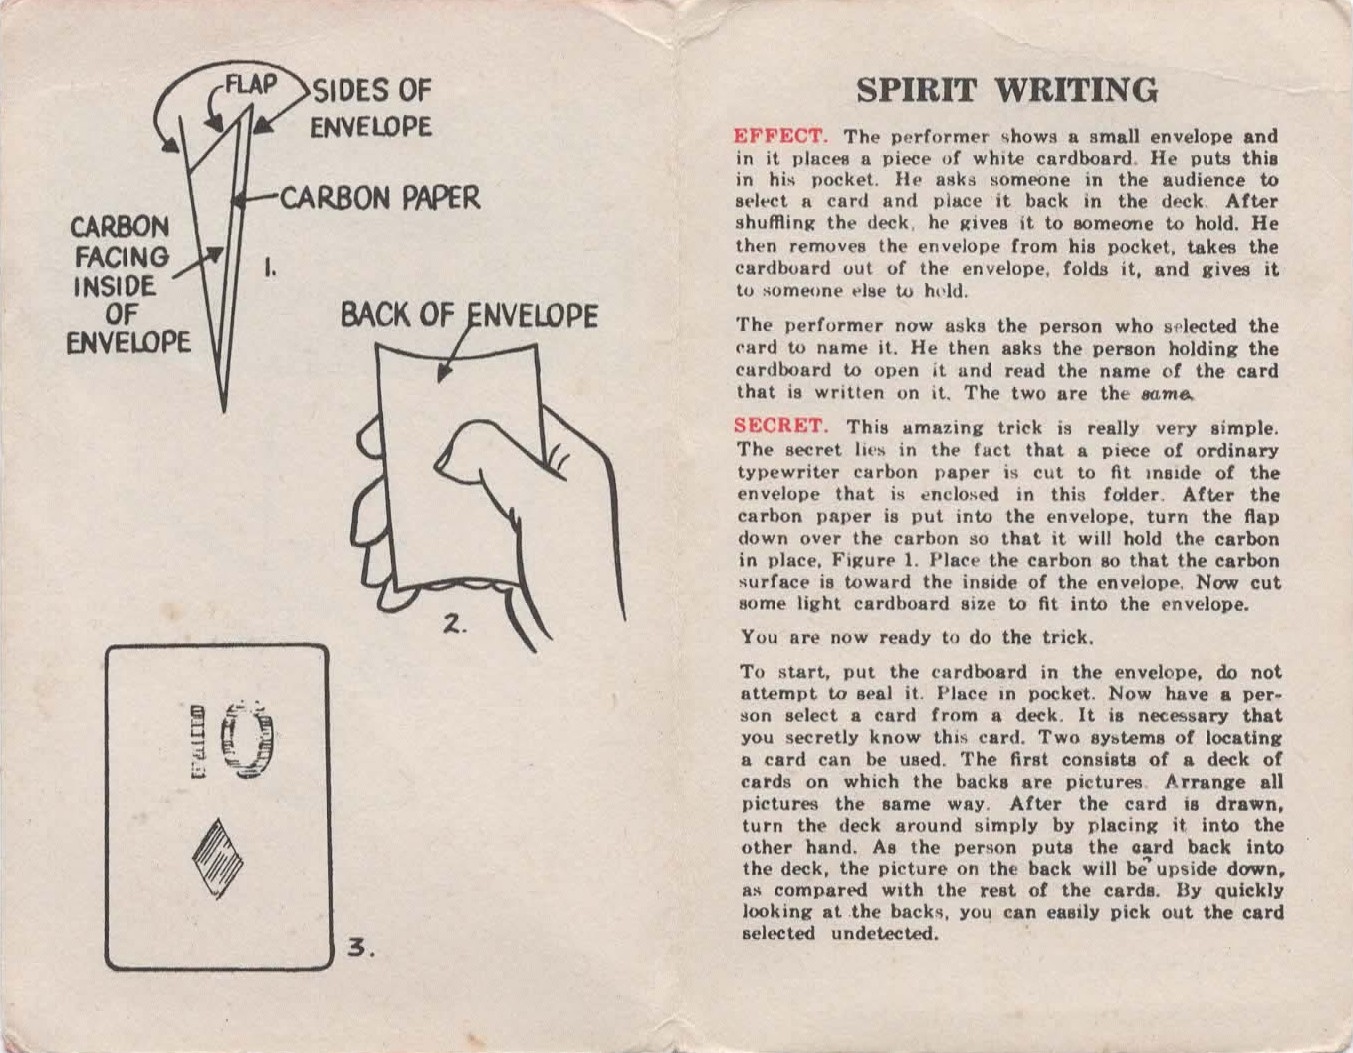 FLAP
SIDES OF
ENVELOPE
CARBON PAPER
CARBON
FACING
INSIDE
OF
ENVELOPE
1.
BACK OF ENVELOPE
2.
10
3.
SPIRIT WRITING
EFFECT. The performer shows a small envelope and
in it places a piece of white cardboard. He puts this
in his pocket. He asks someone in the audience to
select a card and place it back in the deck. After
shuffling the deck, he gives it to someone to hold. He
then removes the envelope from his pocket, takes the
cardboard out of the envelope, folds it, and gives it
to someone else to hold.
The performer now asks the person who selected the
card to name it. He then asks the person holding the
cardboard to open it and read the name of the card
that is written on it. The two are the same.
SECRET. This amazing trick is really very simple.
The secret lies in the fact that a piece of ordinary
typewriter carbon paper is cut to fit inside of the
envelope that is enclosed in this folder. After the
carbon paper is put into the envelope, turn the flap
down over the carbon so that it will hold the carbon
in place, Figure 1. Place the carbon so that the carbon
surface is toward the inside of the envelope. Now cut
some light cardboard size to fit into the envelope.
You are now ready to do the trick.
To start, put the cardboard in the envelope, do not
attempt to seal it. Place in pocket. Now have a per-
son select a card from a deck. It is necessary that
you secretly know this card. Two systems of locating
a card can be used. The first consists of a deck of
cards on which the backs are pictures. Arrange all
pictures the same way. After the card is drawn,
turn the deck around simply by placing it into the
other hand. As the person puts the card back into
the deck, the picture on the back will be upside down,
as compared with the rest of the cards. By quickly
looking at the backs, you can easily pick out the card
selected undetected.